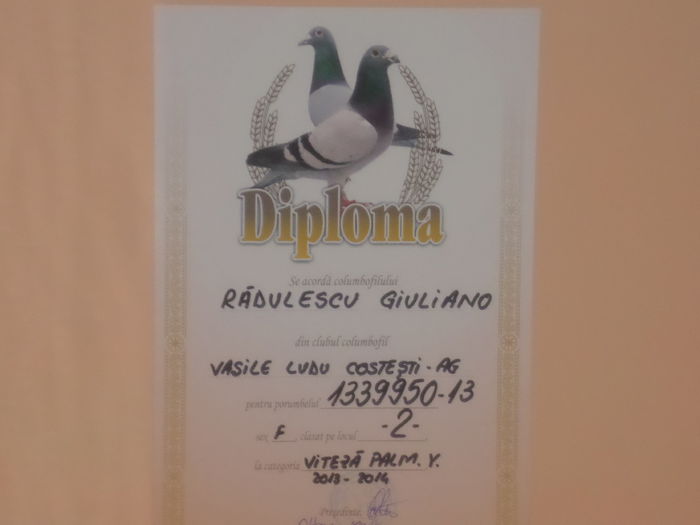 Diploma
Se acordă columbofilului
RĂDULESCU GIULIANO
din clubul columbofil
VASILE LUDU COSTEȘTI - AG
pentru porumbelul 1339950-13
sex F, clasat pe locul -2-
la categoria VITEZĂ PALM. Y.
2013 - 2014
Președinte,